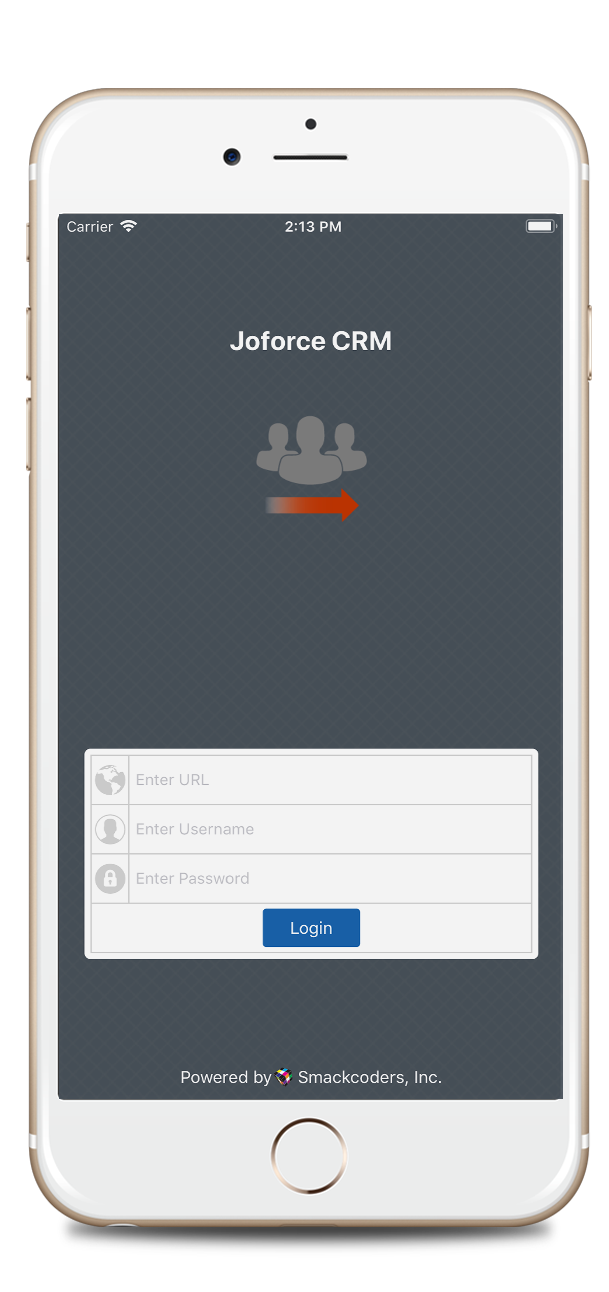 Carrier 2:13 PM
Joforce CRM
Enter URL
Enter Username
Enter Password
Login
Powered by Smackcoders, Inc.